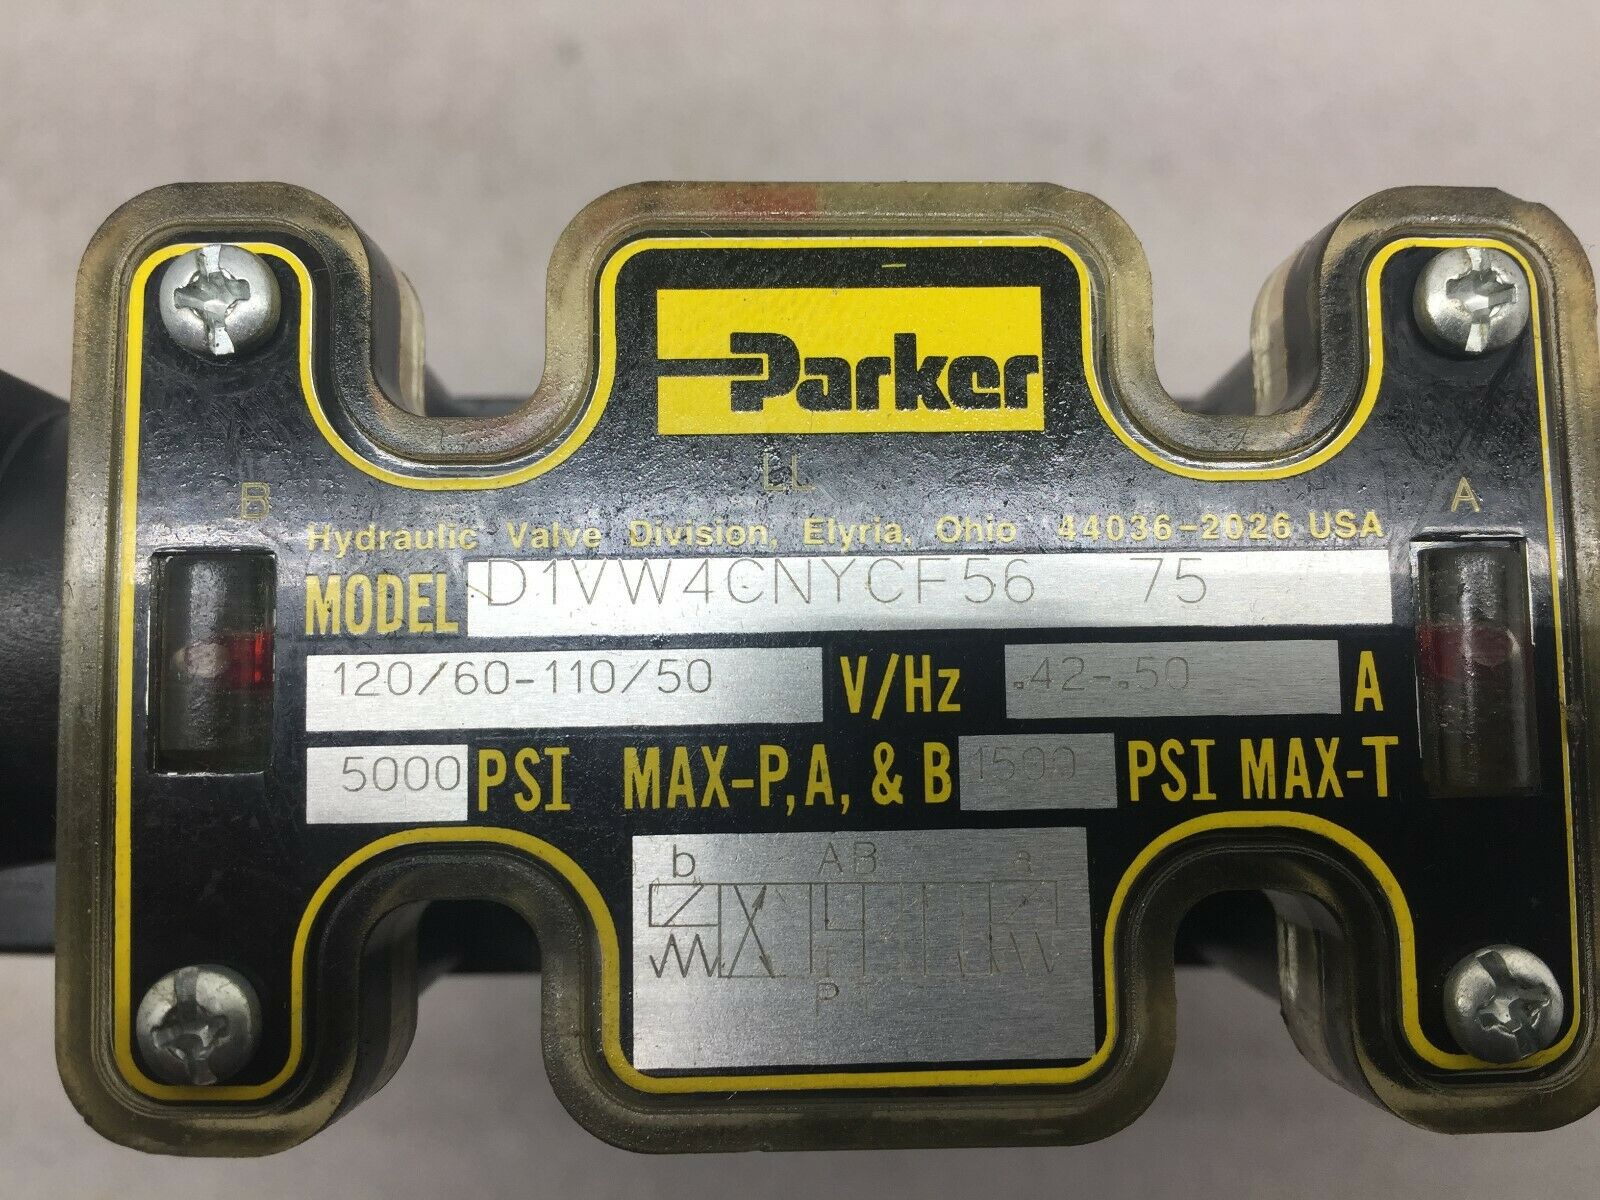 Parker
LL
B
A
Hydraulic Valve Division, Elyria, Ohio 44036-2026 USA
MODEL D1VW4CNYCF56 75
120/60-110/50 V/Hz .42-.50 A
5000 PSI MAX-P,A, & B 1500 PSI MAX-T
b AB a
P T